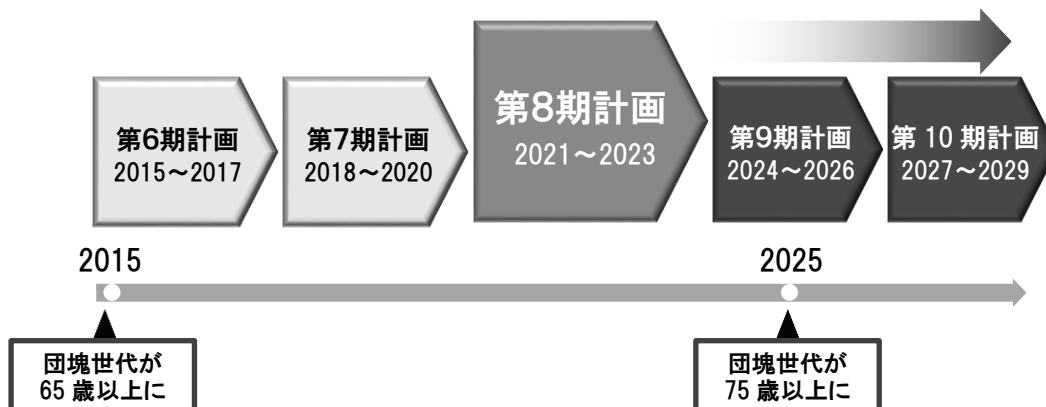 第6期計画
2015～2017
第7期計画
2018～2020
第8期計画
2021～2023
第9期計画
2024～2026
第 10 期計画
2027～2029
2015
2025
団塊世代が
65 歳以上に
団塊世代が
75 歳以上に